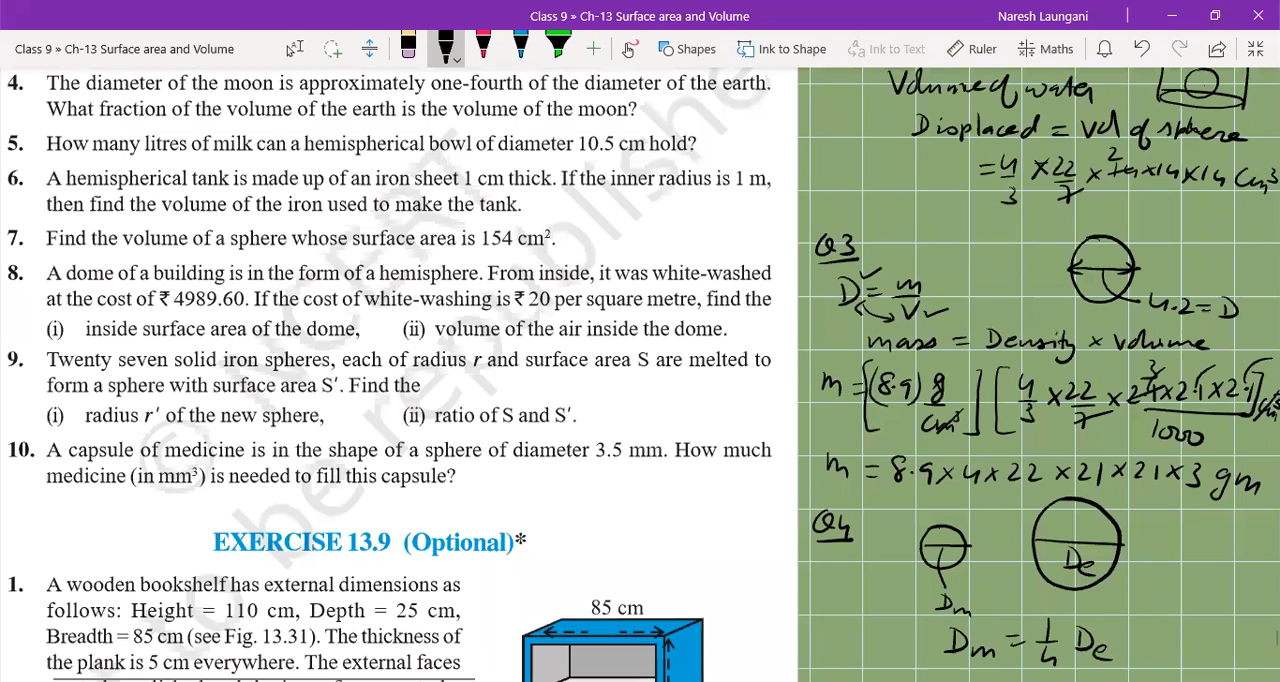 Class 9 » Ch-13 Surface area and Volume
Naresh Laungani
Class 9 » Ch-13 Surface area and Volume
Shapes
Ink to Shape
Ink to Text
Ruler
Maths
4. The diameter of the moon is approximately one-fourth of the diameter of the earth.
What fraction of the volume of the earth is the volume of the moon?
5. How many litres of milk can a hemispherical bowl of diameter 10.5 cm hold?
6. A hemispherical tank is made up of an iron sheet 1 cm thick. If the inner radius is 1 m,
then find the volume of the iron used to make the tank.
7. Find the volume of a sphere whose surface area is 154 cm².
8. A dome of a building is in the form of a hemisphere. From inside, it was white-washed
at the cost of ₹ 4989.60. If the cost of white-washing is ₹ 20 per square metre, find the
(i) inside surface area of the dome, (ii) volume of the air inside the dome.
9. Twenty seven solid iron spheres, each of radius r and surface area S are melted to
form a sphere with surface area S′. Find the
(i) radius r′ of the new sphere, (ii) ratio of S and S′.
10. A capsule of medicine is in the shape of a sphere of diameter 3.5 mm. How much
medicine (in mm³) is needed to fill this capsule?
EXERCISE 13.9 (Optional)*
1. A wooden bookshelf has external dimensions as
follows: Height = 110 cm, Depth = 25 cm,
Breadth = 85 cm (see Fig. 13.31). The thickness of
the plank is 5 cm everywhere. The external faces
85 cm
© NCERT
to be republished
Volume of water
Displaced = Vol of sphere
= 4/3 × 22/7 × 14 × 14 × 14 cm³
Q3
D = m/V
4.2 = D
mass = Density × volume
m = [(8.9) g/cm³] [4/3 × 22/7 × 21 × 21 × 21/1000 cm³]
m = 8.9 × 4 × 22 × 21 × 21 × 3 gm
Q4
De
Dm
Dm = 1/4 De